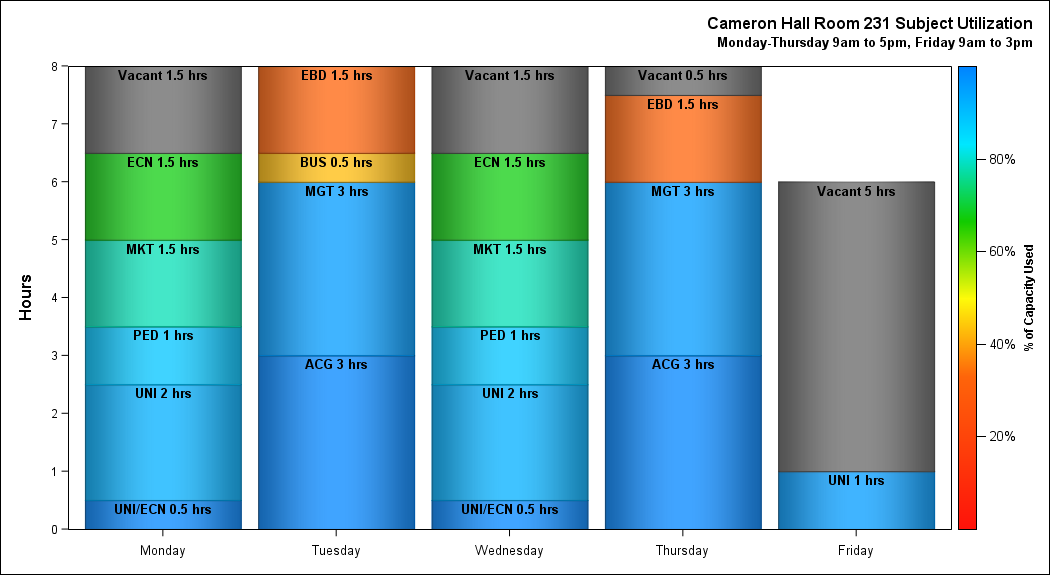 Cameron Hall Room 231 Subject Utilization
Monday-Thursday 9am to 5pm, Friday 9am to 3pm
Hours
8
7
6
5
4
3
2
1
0
Vacant 1.5 hrs
ECN 1.5 hrs
MKT 1.5 hrs
PED 1 hrs
UNI 2 hrs
UNI/ECN 0.5 hrs
Monday
EBD 1.5 hrs
BUS 0.5 hrs
MGT 3 hrs
ACG 3 hrs
Tuesday
Vacant 1.5 hrs
ECN 1.5 hrs
MKT 1.5 hrs
PED 1 hrs
UNI 2 hrs
UNI/ECN 0.5 hrs
Wednesday
Vacant 0.5 hrs
EBD 1.5 hrs
MGT 3 hrs
ACG 3 hrs
Thursday
Vacant 5 hrs
UNI 1 hrs
Friday
80%
60%
40%
20%
% of Capacity Used